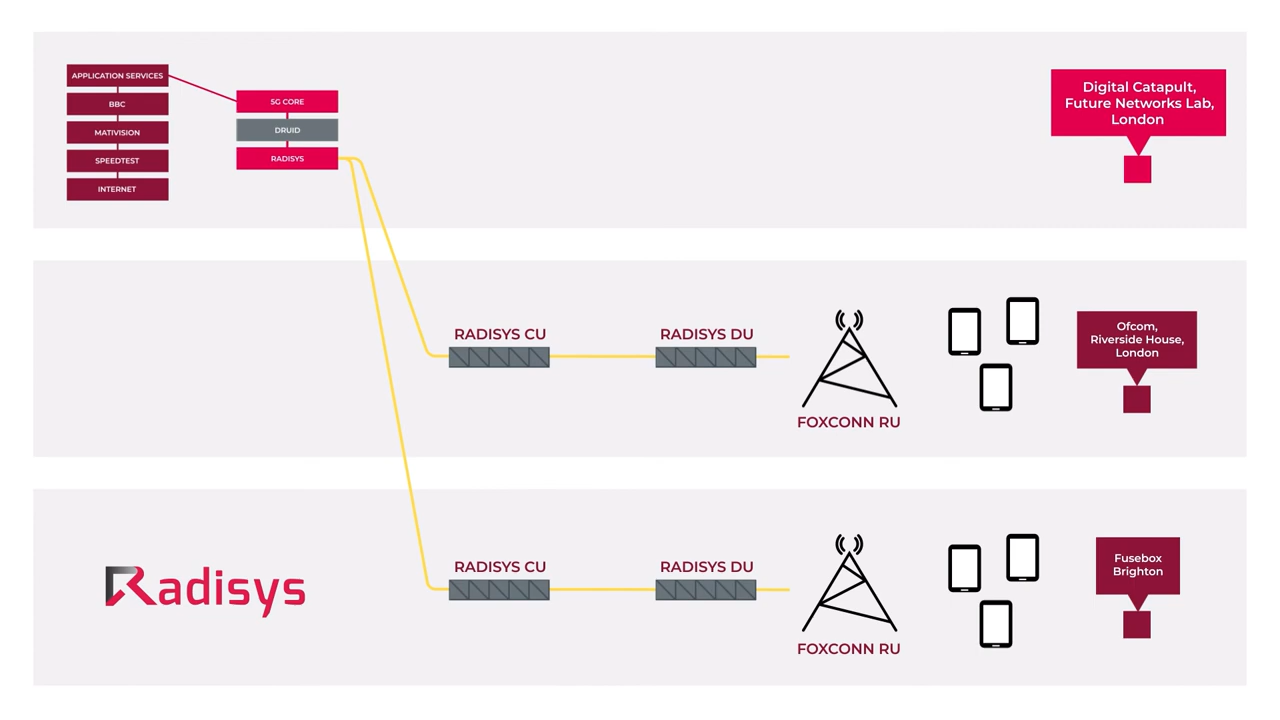 APPLICATION SERVICES
BBC
MATIVISION
SPEEDTEST
INTERNET
5G CORE
DRUID
RADISYS
Digital Catapult,
Future Networks Lab,
London
RADISYS CU
RADISYS DU
FOXCONN RU
Ofcom,
Riverside House,
London
Radisys
RADISYS CU
RADISYS DU
FOXCONN RU
Fusebox
Brighton